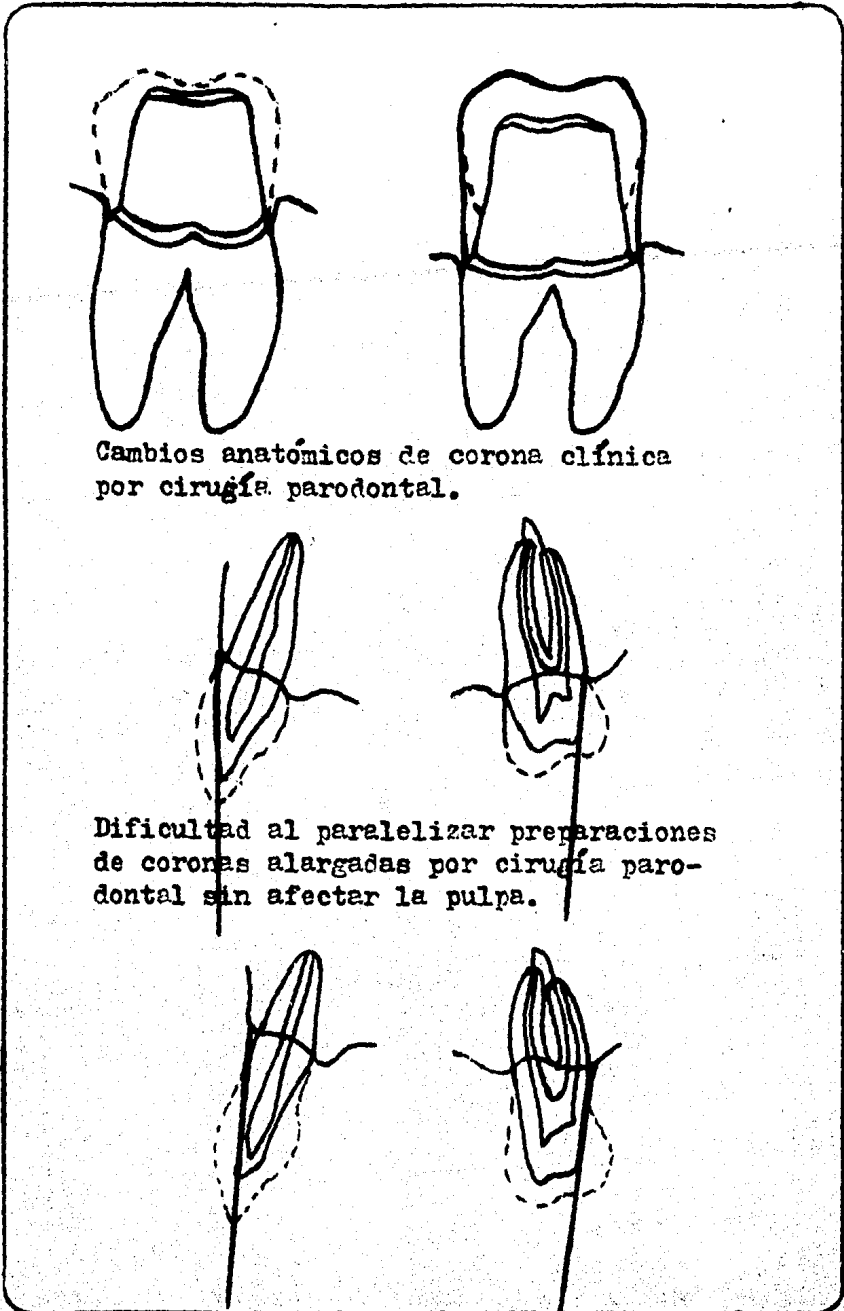 Cambios anatómicos de corona clínica
por cirugía parodontal.
Dificultad al paralelizar preparaciones
de coronas alargadas por cirugía paro-
dontal sin afectar la pulpa.